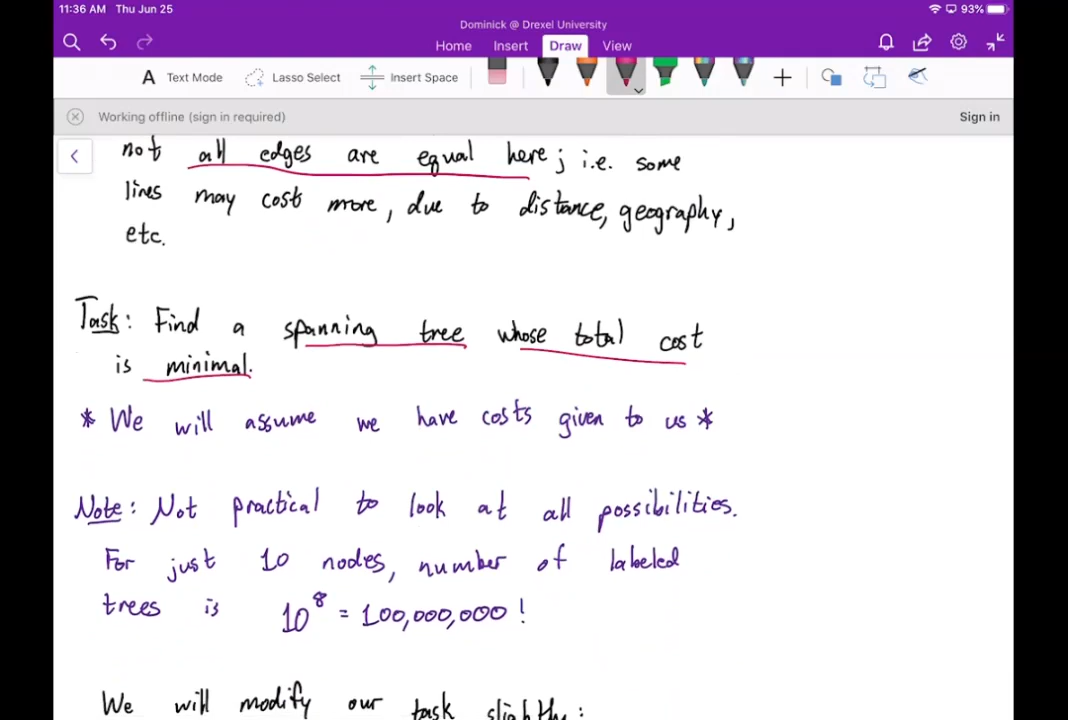 11:36 AM Thu Jun 25
93%
Dominick @ Drexel University
Home Insert Draw View
A Text Mode Lasso Select Insert Space
Working offline (sign in required) Sign in
not all edges are equal here; i.e. some
lines may cost more, due to distance, geography,
etc.
Task: Find a spanning tree whose total cost
is minimal.
* We will assume we have costs given to us *
Note: Not practical to look at all possibilities.
For just 10 nodes, number of labeled
trees is 10⁸ = 100,000,000!
We will modify our task slightly: